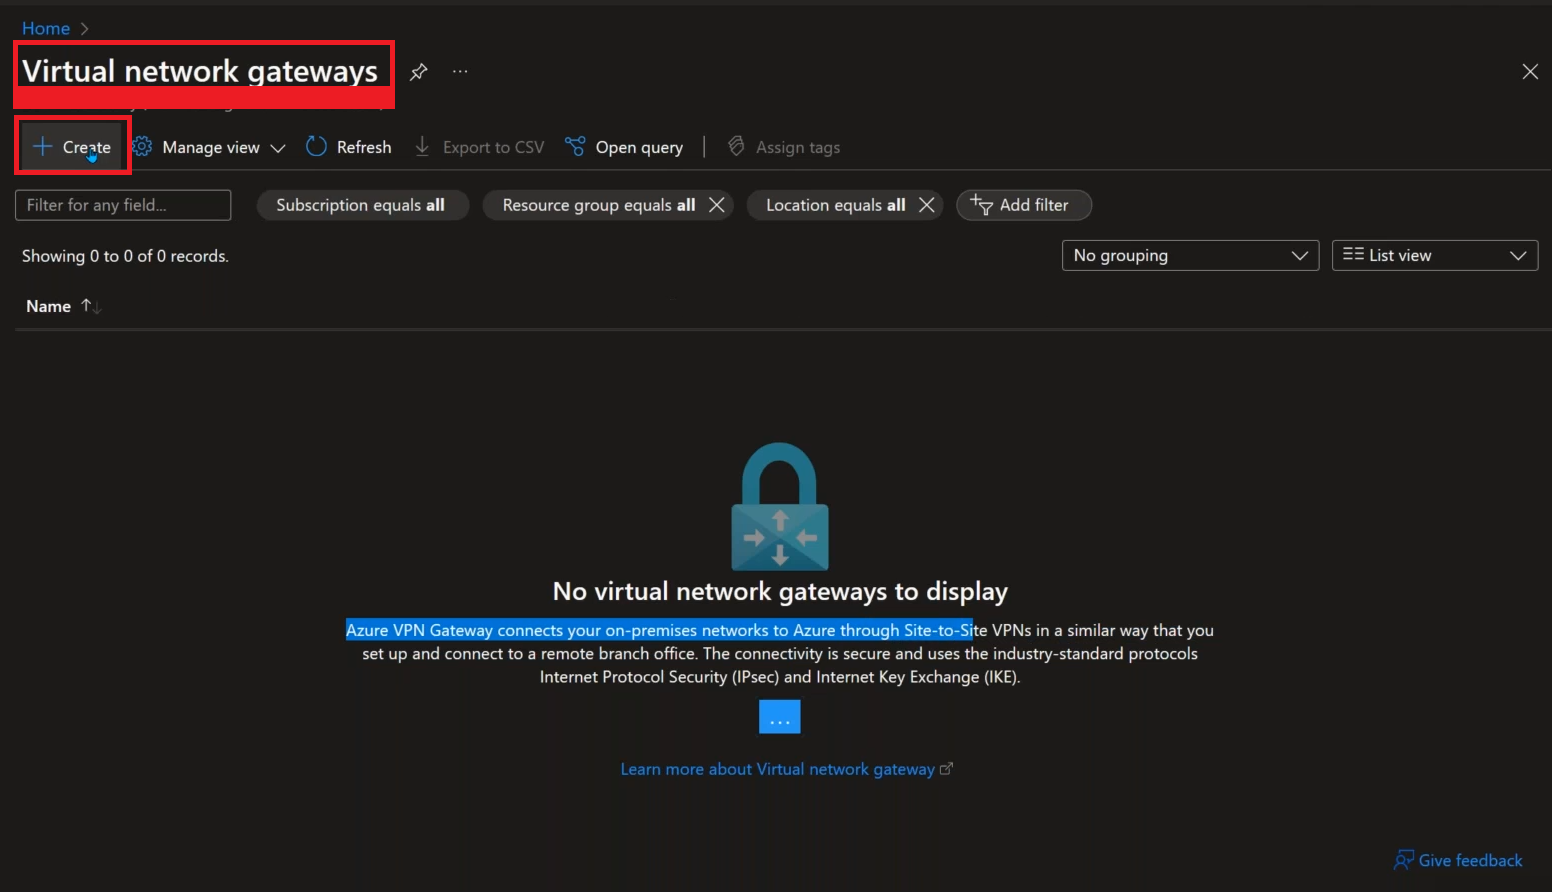 Home
Virtual network gateways
...
Create
Manage view
Refresh
Export to CSV
Open query
Assign tags
Filter for any field...
Subscription equals all
Resource group equals all
Location equals all
Add filter
Showing 0 to 0 of 0 records.
No grouping
List view
Name
No virtual network gateways to display
Azure VPN Gateway connects your on-premises networks to Azure through Site-to-Site VPNs in a similar way that you
set up and connect to a remote branch office. The connectivity is secure and uses the industry-standard protocols
Internet Protocol Security (IPsec) and Internet Key Exchange (IKE).
...
Learn more about Virtual network gateway
Give feedback